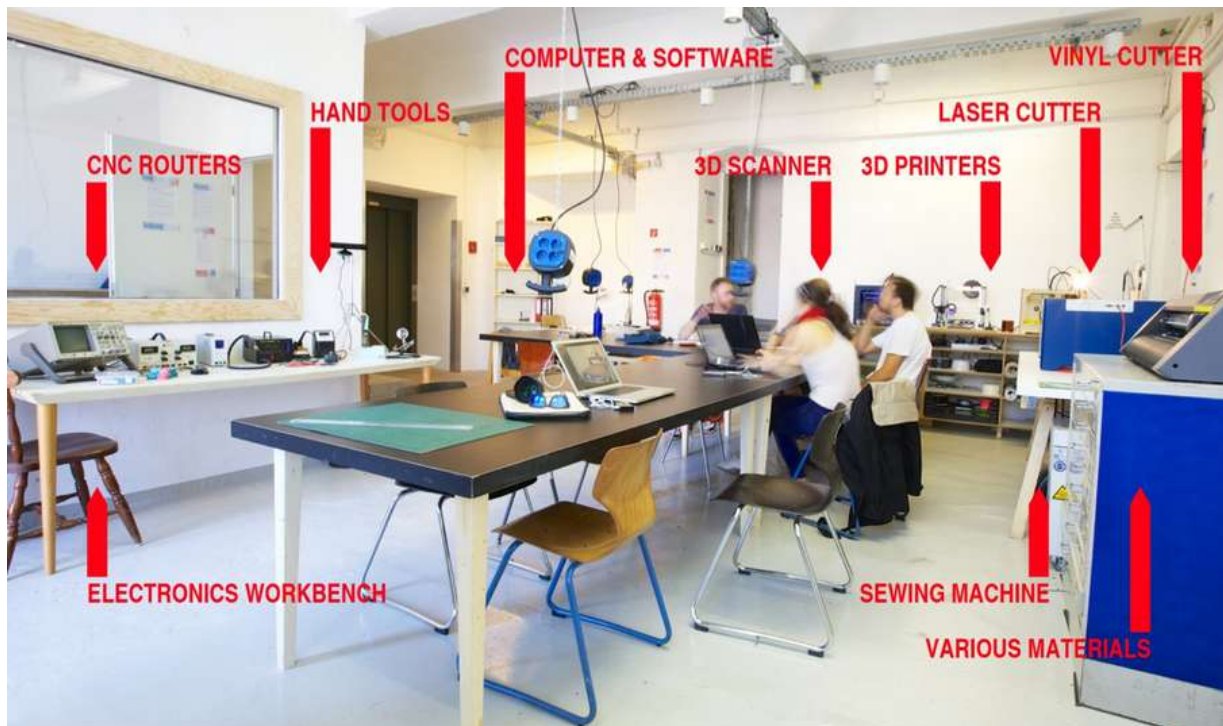 COMPUTER & SOFTWARE
VINYL CUTTER
HAND TOOLS
LASER CUTTER
CNC ROUTERS
3D SCANNER
3D PRINTERS
ELECTRONICS WORKBENCH
SEWING MACHINE
VARIOUS MATERIALS